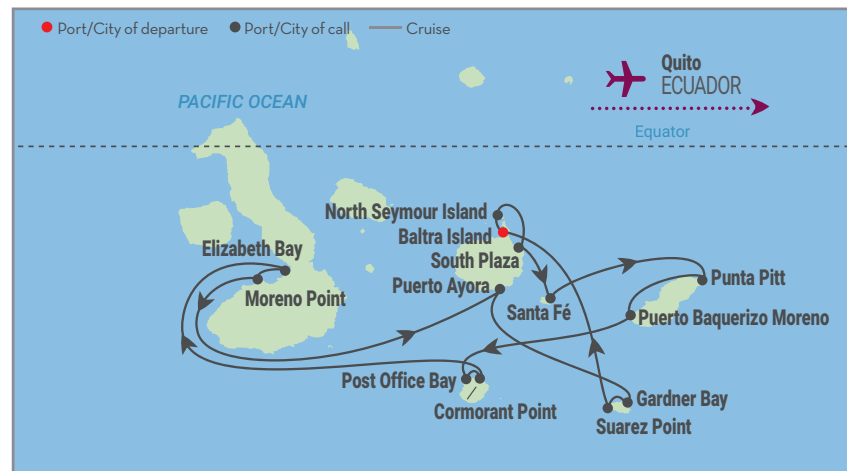 Port/City of departure
Port/City of call
Cruise
Quito
ECUADOR
PACIFIC OCEAN
Equator
North Seymour Island
Baltra Island
Elizabeth Bay
South Plaza
Puerto Ayora
Moreno Point
Santa Fé
Punta Pitt
Puerto Baquerizo Moreno
Post Office Bay
Cormorant Point
Gardner Bay
Suarez Point